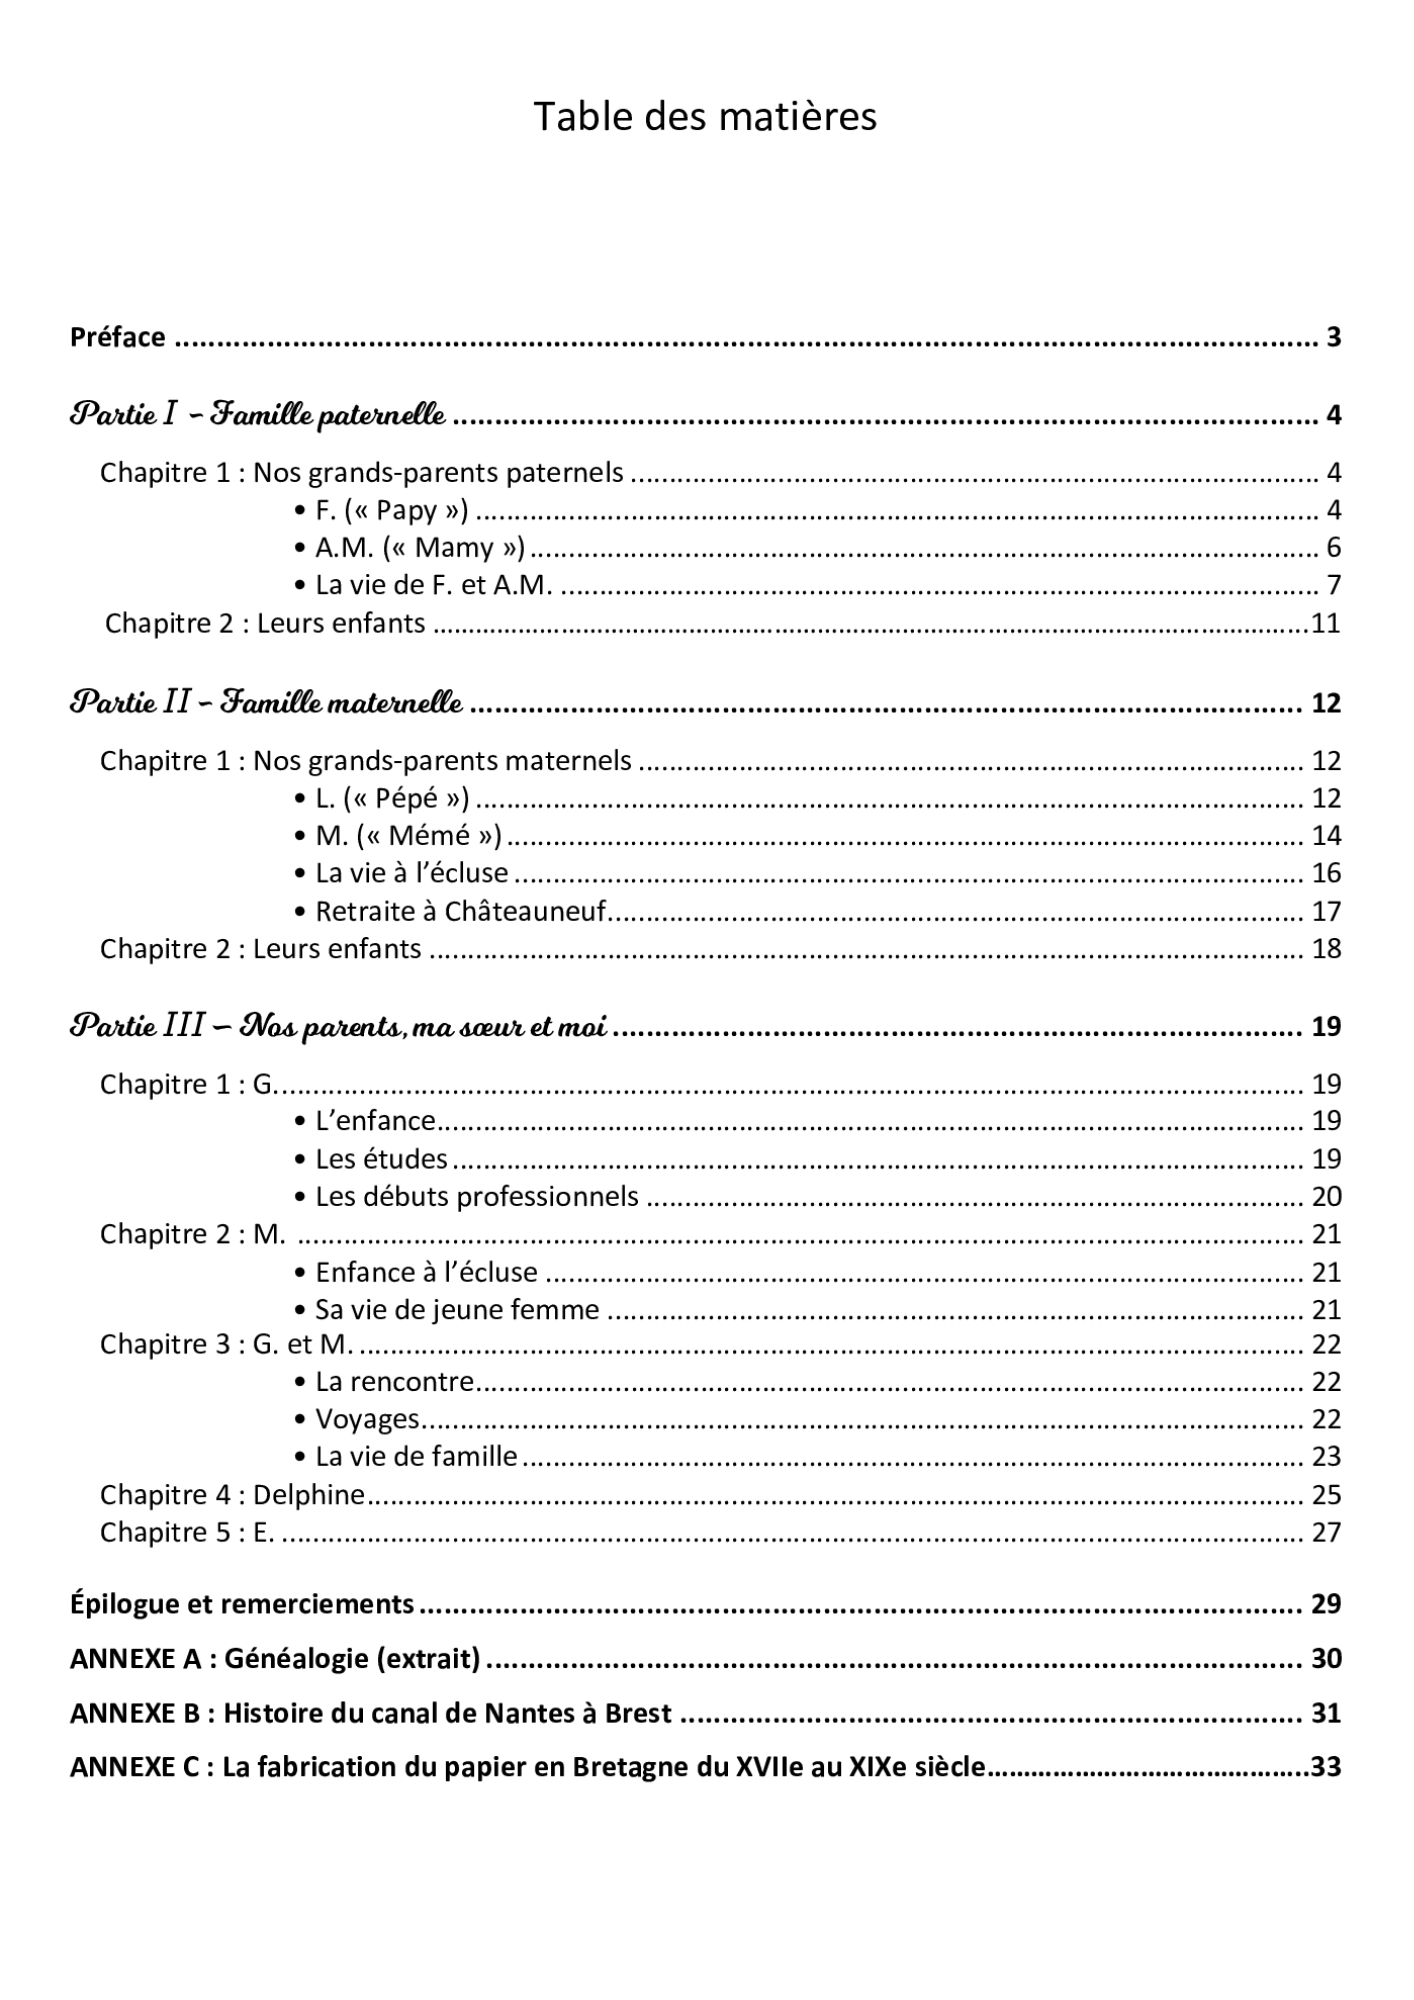 Table des matières
Préface ........................................ 3
Partie I - Famille paternelle ........................................ 4
Chapitre 1 : Nos grands-parents paternels ........................................ 4
• F. (« Papy ») ........................................ 4
• A.M. (« Mamy ») ........................................ 6
• La vie de F. et A.M. ........................................ 7
Chapitre 2 : Leurs enfants ........................................11
Partie II - Famille maternelle ........................................ 12
Chapitre 1 : Nos grands-parents maternels ........................................ 12
• L. (« Pépé ») ........................................ 12
• M. (« Mémé ») ........................................ 14
• La vie à l’écluse ........................................ 16
• Retraite à Châteauneuf........................................ 17
Chapitre 2 : Leurs enfants ........................................ 18
Partie III – Nos parents, ma sœur et moi ........................................ 19
Chapitre 1 : G......................................... 19
• L’enfance........................................ 19
• Les études ........................................ 19
• Les débuts professionnels ........................................ 20
Chapitre 2 : M. ........................................ 21
• Enfance à l’écluse ........................................ 21
• Sa vie de jeune femme ........................................ 21
Chapitre 3 : G. et M. ........................................ 22
• La rencontre........................................ 22
• Voyages........................................ 22
• La vie de famille ........................................ 23
Chapitre 4 : Delphine........................................ 25
Chapitre 5 : E. ........................................ 27
Épilogue et remerciements ........................................ 29
ANNEXE A : Généalogie (extrait) ........................................ 30
ANNEXE B : Histoire du canal de Nantes à Brest ........................................ 31
ANNEXE C : La fabrication du papier en Bretagne du XVIIe au XIXe siècle........................................33